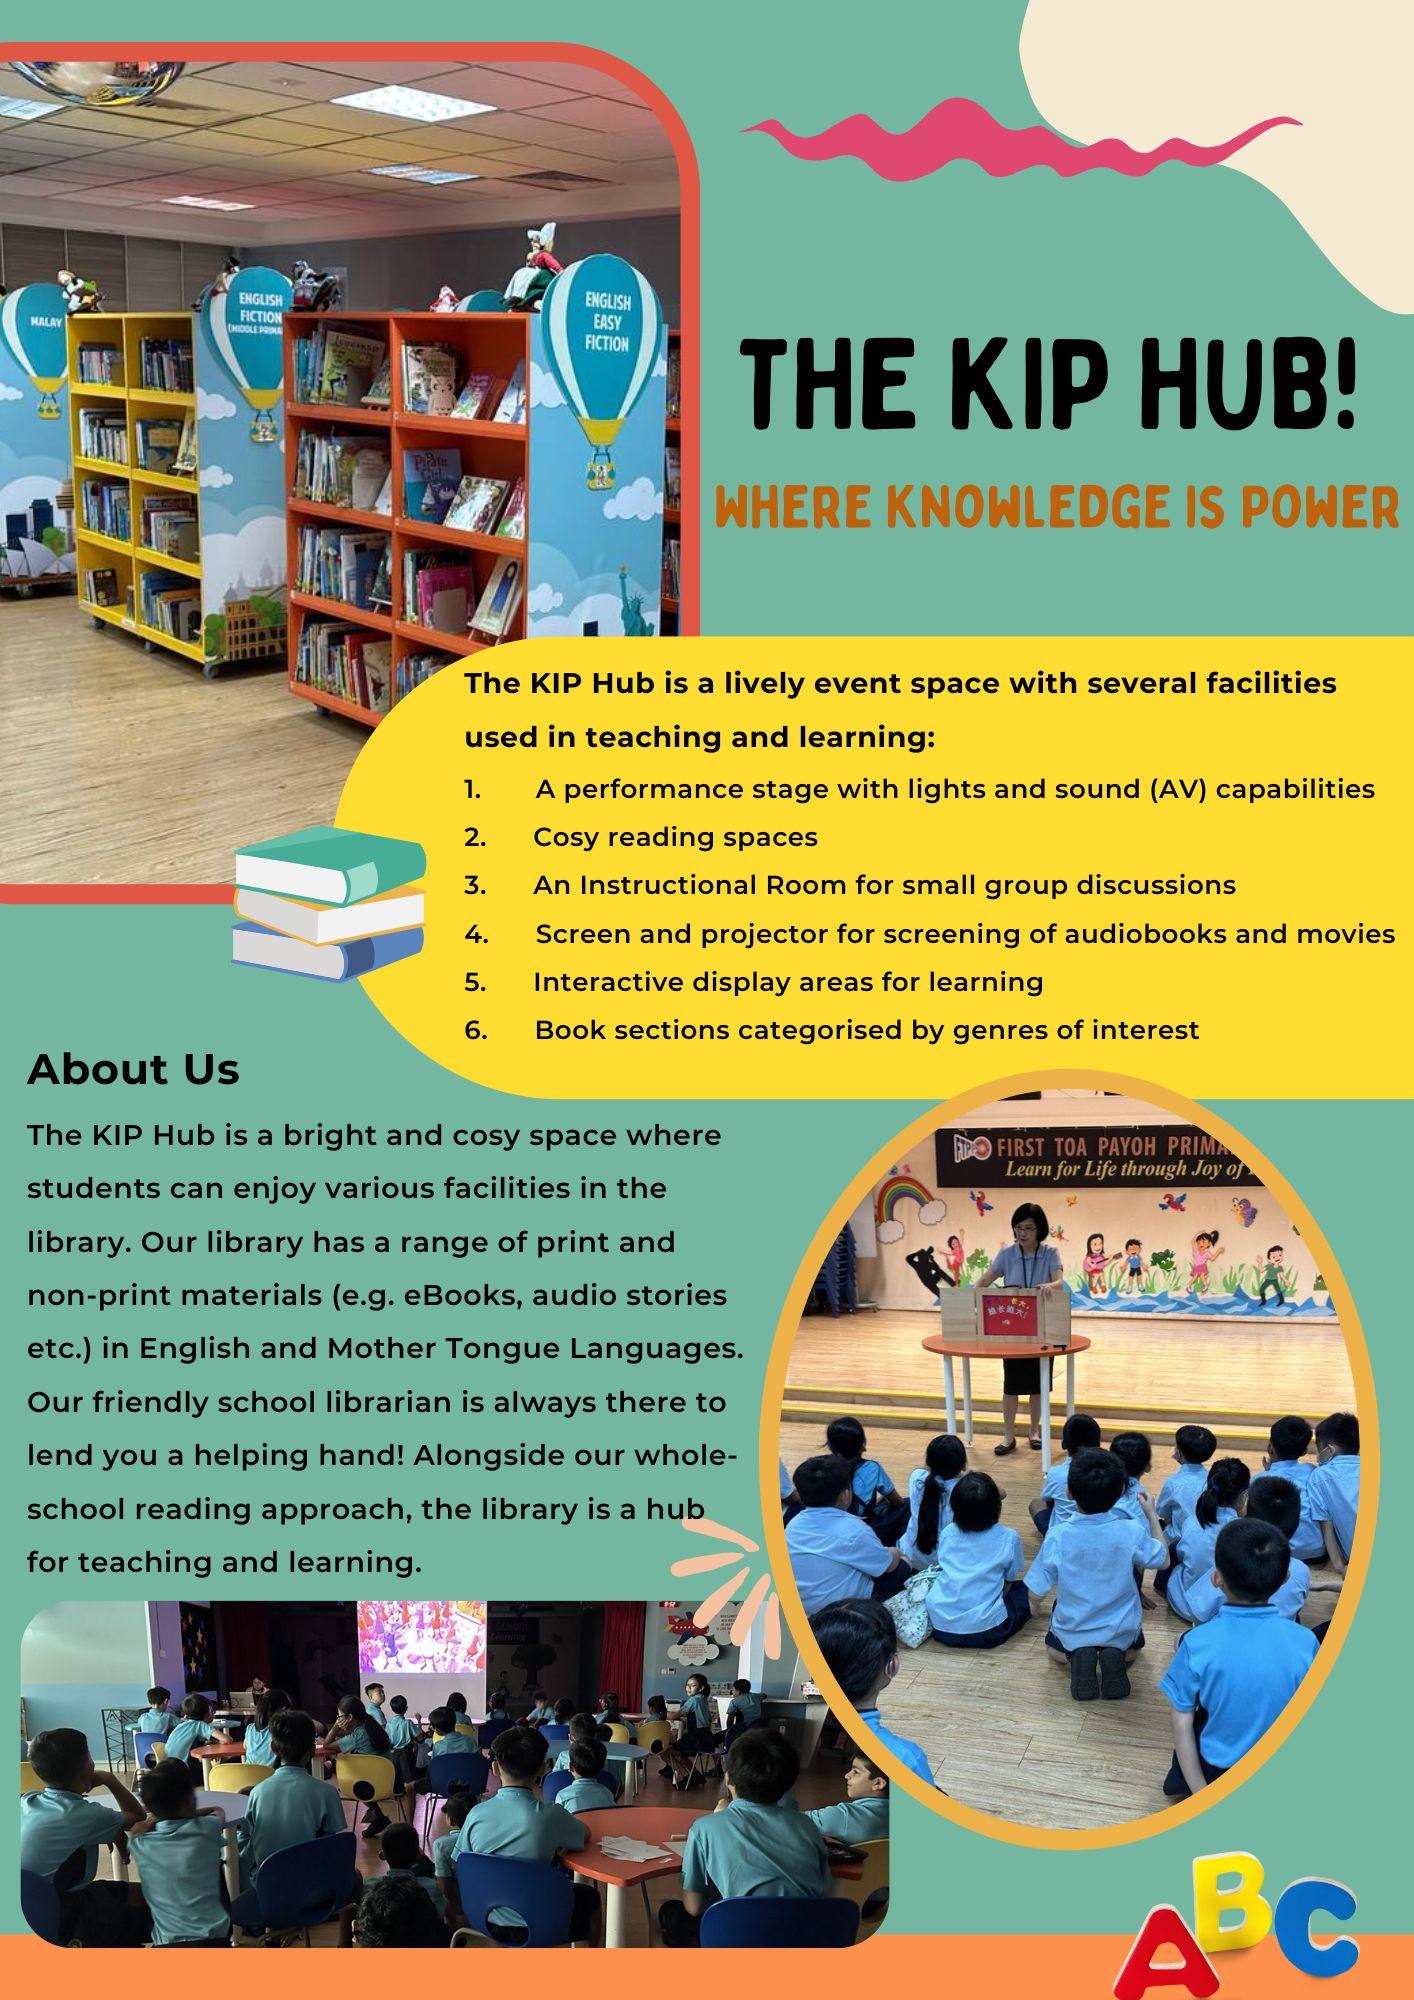 MALAY
ENGLISH
FICTION
(MIDDLE PRIMA
ENGLISH
EASY
FICTION
THE KIP HUB!
WHERE KNOWLEDGE IS POWER
The KIP Hub is a lively event space with several facilities
used in teaching and learning:
1. A performance stage with lights and sound (AV) capabilities
2. Cosy reading spaces
3. An Instructional Room for small group discussions
4. Screen and projector for screening of audiobooks and movies
5. Interactive display areas for learning
6. Book sections categorised by genres of interest
About Us
The KIP Hub is a bright and cosy space where
students can enjoy various facilities in the
library. Our library has a range of print and
non-print materials (e.g. eBooks, audio stories
etc.) in English and Mother Tongue Languages.
Our friendly school librarian is always there to
lend you a helping hand! Alongside our whole-
school reading approach, the library is a hub
for teaching and learning.
FIRST TOA PAYOH PRIMA
Learn for Life through Joy of
SCHOOL
Learning
ABC